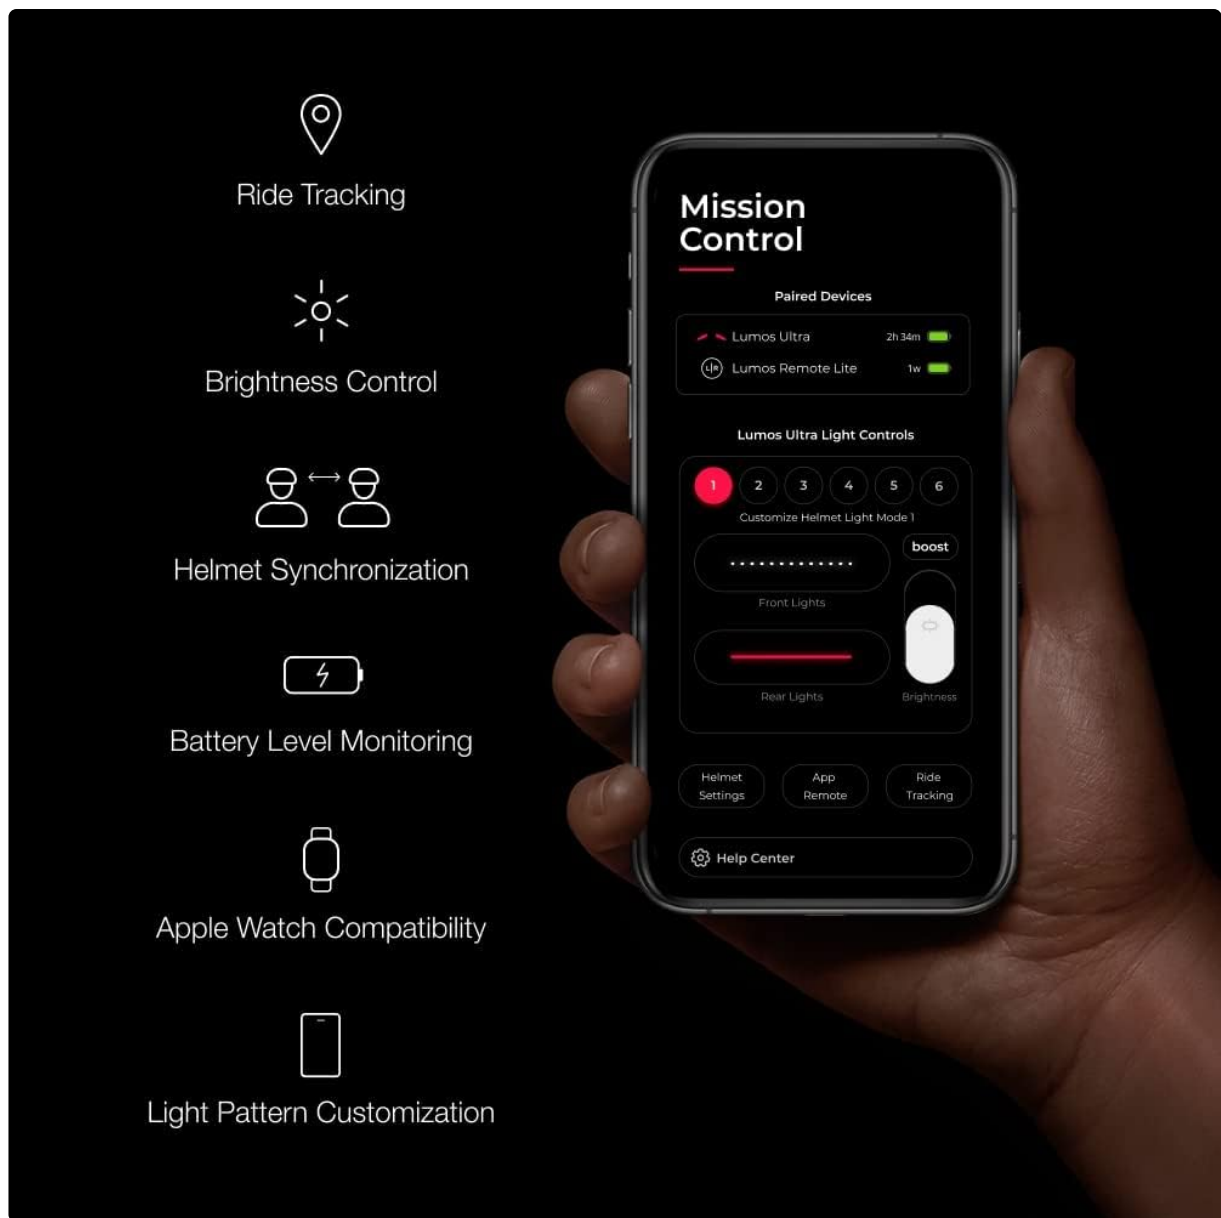 Ride Tracking
Brightness Control
Helmet Synchronization
Battery Level Monitoring
Apple Watch Compatibility
Light Pattern Customization
Mission
Control
Paired Devices
Lumos Ultra 2h 34m
L|R Lumos Remote Lite 1w
Lumos Ultra Light Controls
1 2 3 4 5 6
Customize Helmet Light Mode 1
boost
Front Lights
Rear Lights
Brightness
Helmet
Settings
App
Remote
Ride
Tracking
Help Center